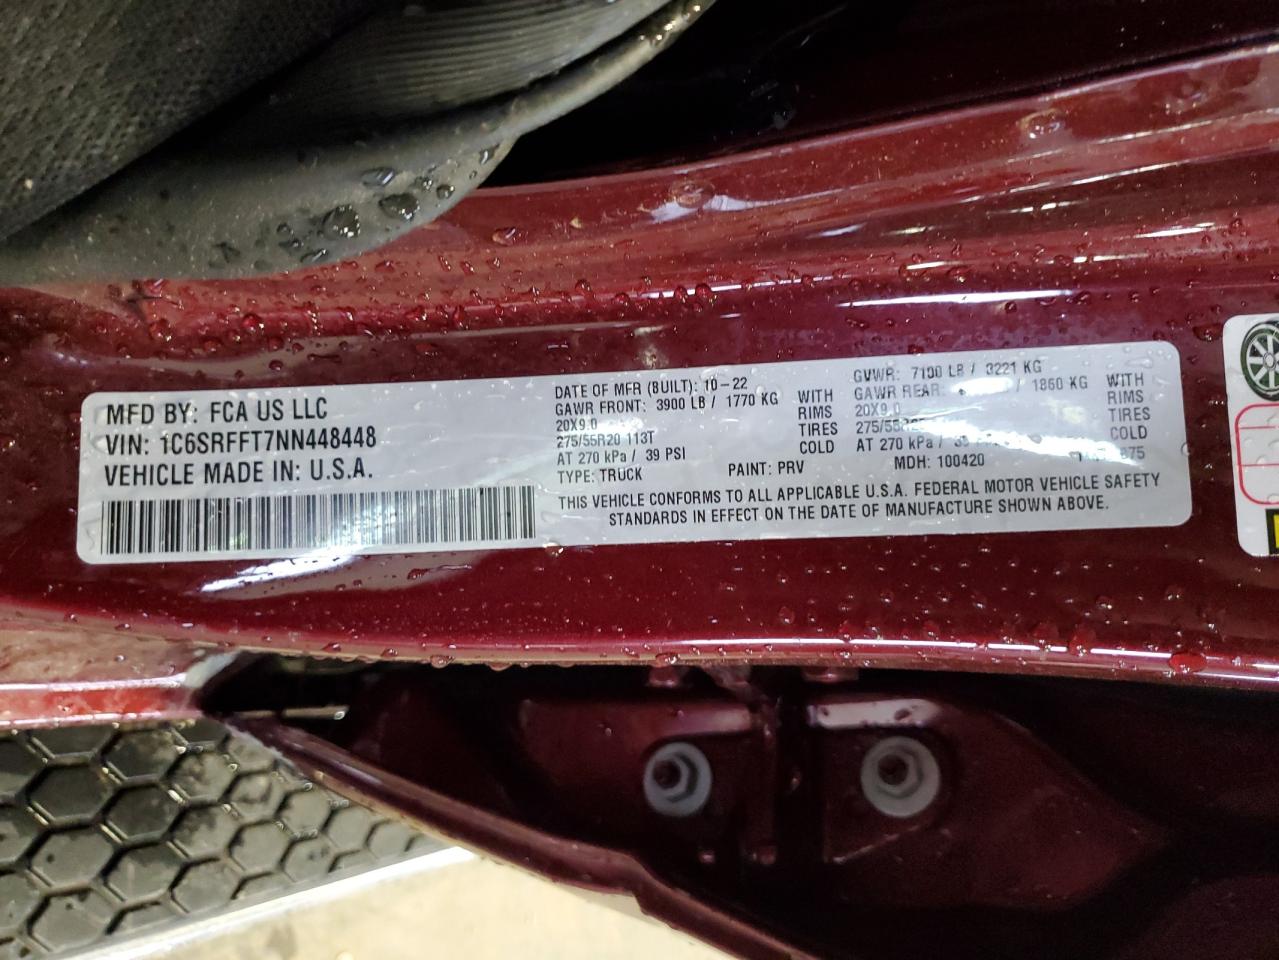 MFD BY: FCA US LLC
VIN: 1C6SRFFT7NN448448
VEHICLE MADE IN: U.S.A.
DATE OF MFR (BUILT): 10-22
GAWR FRONT: 3900 LB / 1770 KG WITH
20X9.0 RIMS
275/55R20 113T TIRES
AT 270 kPa / 39 PSI COLD
GVWR: 7100 LB / 3221 KG
GAWR REAR: 1860 KG WITH
20X9.0 RIMS
TIRES
AT 270 kPa / COLD
TYPE: TRUCK PAINT: PRV MDH: 100420
THIS VEHICLE CONFORMS TO ALL APPLICABLE U.S.A. FEDERAL MOTOR VEHICLE SAFETY
STANDARDS IN EFFECT ON THE DATE OF MANUFACTURE SHOWN ABOVE.